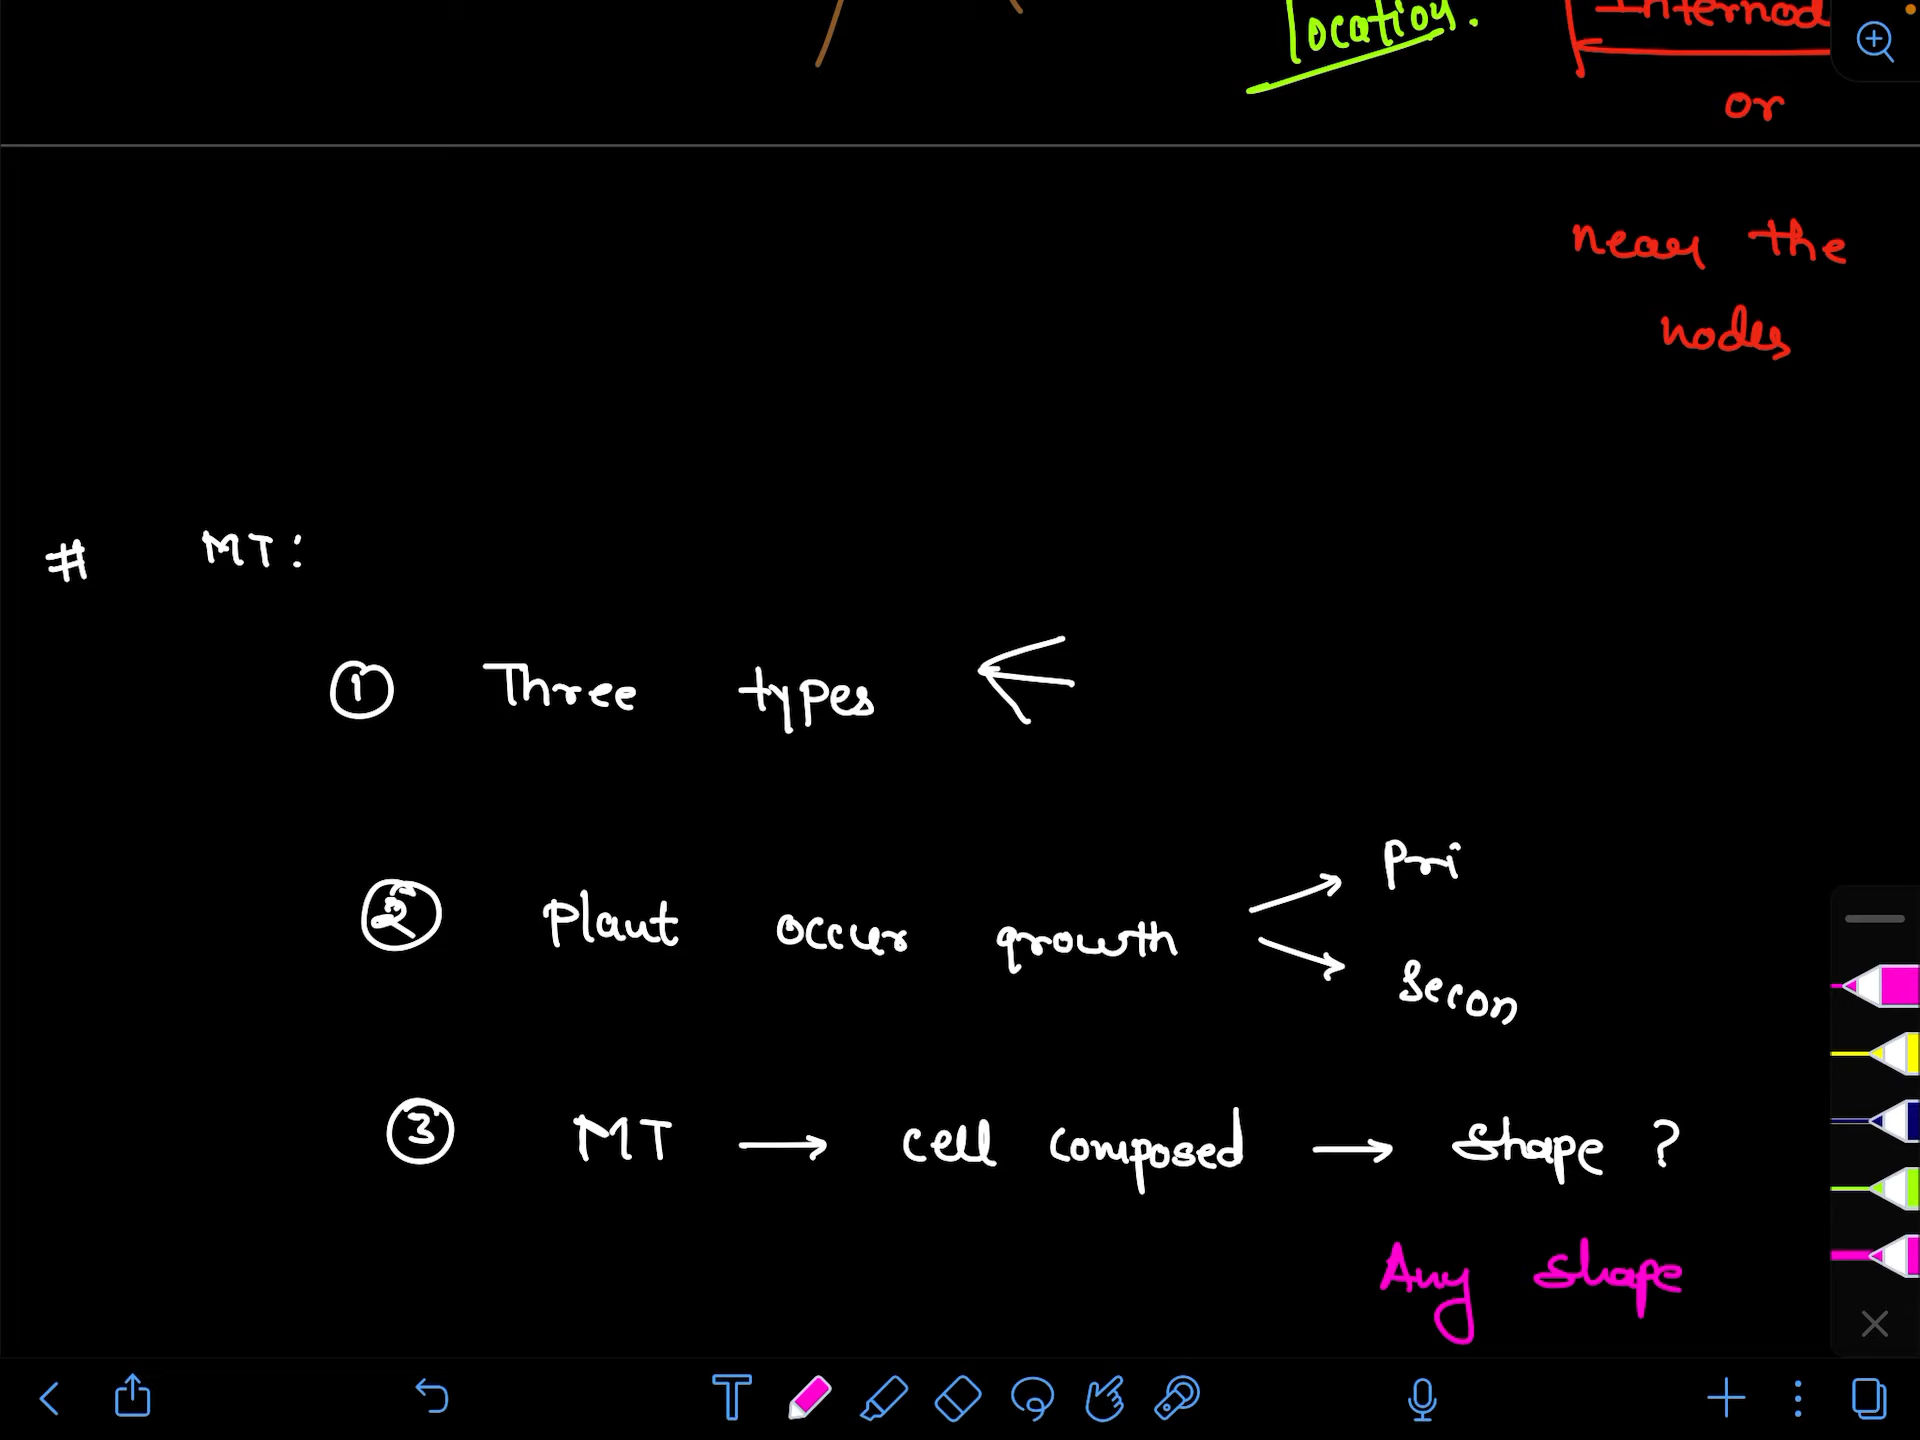 location.
Internod
or
near the
nodes
# MT:
① Three types
② Plant occur growth
Pri
Secon
③ MT → cell composed → shape ?
Any shape